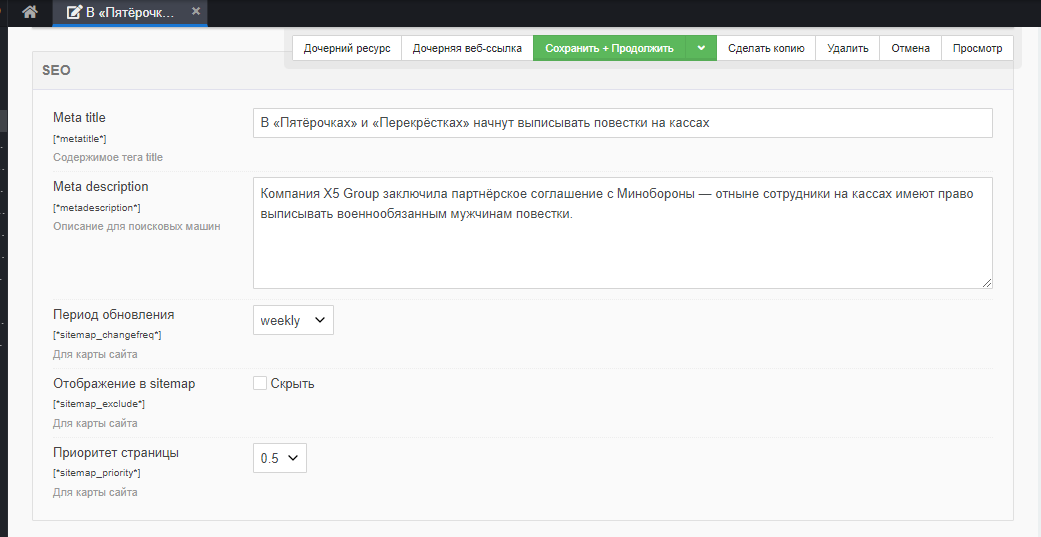 В «Пятёрочк...
Дочерний ресурс Дочерняя веб-ссылка Сохранить + Продолжить Сделать копию Удалить Отмена Просмотр
SEO
Meta title
[*metatitle*]
Содержимое тега title
В «Пятёрочках» и «Перекрёстках» начнут выписывать повестки на кассах
Meta description
[*metadescription*]
Описание для поисковых машин
Компания X5 Group заключила партнёрское соглашение с Минобороны — отныне сотрудники на кассах имеют право
выписывать военнообязанным мужчинам повестки.
Период обновления
[*sitemap_changefreq*]
Для карты сайта
weekly
Отображение в sitemap
[*sitemap_exclude*]
Для карты сайта
Скрыть
Приоритет страницы
[*sitemap_priority*]
Для карты сайта
0.5